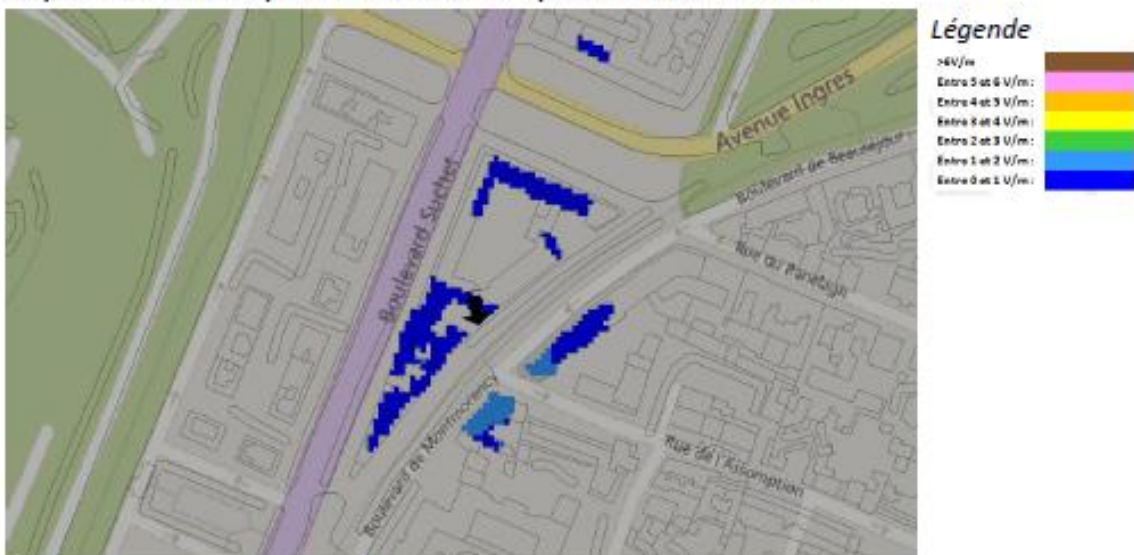 Légende
>6V/m
Entre 5 et 6 V/m :
Entre 4 et 5 V/m :
Entre 3 et 4 V/m :
Entre 2 et 3 V/m :
Entre 1 et 2 V/m :
Entre 0 et 1 V/m :
Avenue Ingres
Boulevard Suchet
Boulevard de Beauséjour
Rue du Ranelagh
Boulevard de Montmorency
Rue de l'Assomption